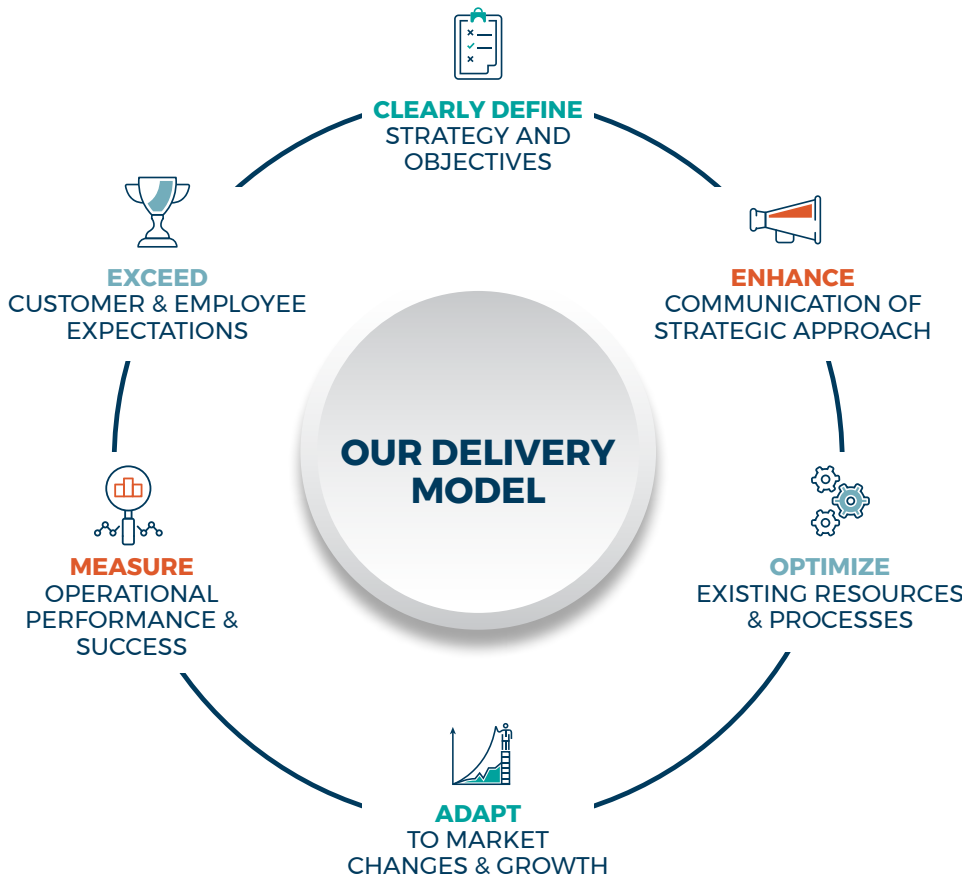 CLEARLY DEFINE
STRATEGY AND
OBJECTIVES
ENHANCE
COMMUNICATION OF
STRATEGIC APPROACH
OPTIMIZE
EXISTING RESOURCES
& PROCESSES
ADAPT
TO MARKET
CHANGES & GROWTH
MEASURE
OPERATIONAL
PERFORMANCE &
SUCCESS
EXCEED
CUSTOMER & EMPLOYEE
EXPECTATIONS
OUR DELIVERY
MODEL